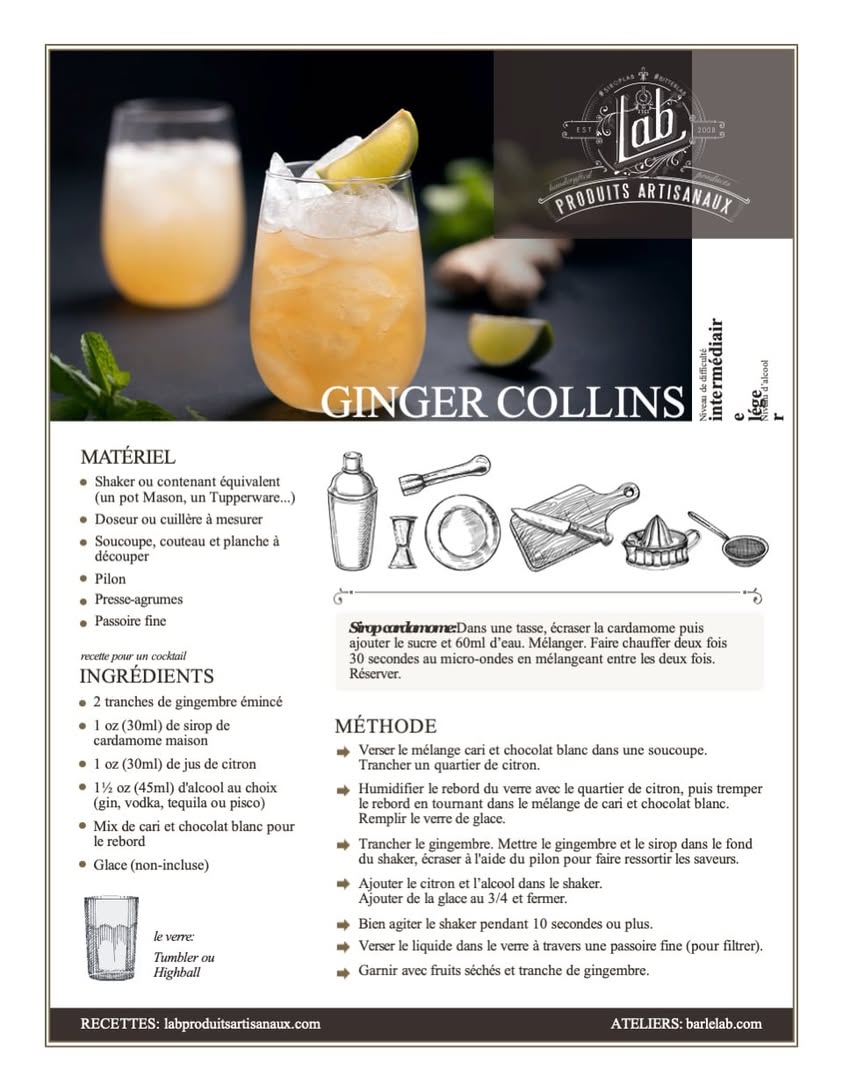 #SIROPLAB #BITTERLAB
EST Lab 2008
handcrafted products
PRODUITS ARTISANAUX
Niveau de difficulté
intermédiair
e
Niveau d'alcool
lége
r
GINGER COLLINS
MATÉRIEL
Shaker ou contenant équivalent
(un pot Mason, un Tupperware...)
Doseur ou cuillère à mesurer
Soucoupe, couteau et planche à
découper
Pilon
Presse-agrumes
Passoire fine
recette pour un cocktail
INGRÉDIENTS
2 tranches de gingembre émincé
1 oz (30ml) de sirop de
cardamome maison
1 oz (30ml) de jus de citron
1½ oz (45ml) d'alcool au choix
(gin, vodka, tequila ou pisco)
Mix de cari et chocolat blanc pour
le rebord
Glace (non-incluse)
le verre:
Tumbler ou
Highball
Sirop cardamome:Dans une tasse, écraser la cardamome puis
ajouter le sucre et 60ml d'eau. Mélanger. Faire chauffer deux fois
30 secondes au micro-ondes en mélangeant entre les deux fois.
Réserver.
MÉTHODE
Verser le mélange cari et chocolat blanc dans une soucoupe.
Trancher un quartier de citron.
Humidifier le rebord du verre avec le quartier de citron, puis tremper
le rebord en tournant dans le mélange de cari et chocolat blanc.
Remplir le verre de glace.
Trancher le gingembre. Mettre le gingembre et le sirop dans le fond
du shaker, écraser à l'aide du pilon pour faire ressortir les saveurs.
Ajouter le citron et l'alcool dans le shaker.
Ajouter de la glace au 3/4 et fermer.
Bien agiter le shaker pendant 10 secondes ou plus.
Verser le liquide dans le verre à travers une passoire fine (pour filtrer).
Garnir avec fruits séchés et tranche de gingembre.
RECETTES: labproduitsartisanaux.com
ATELIERS: barlelab.com